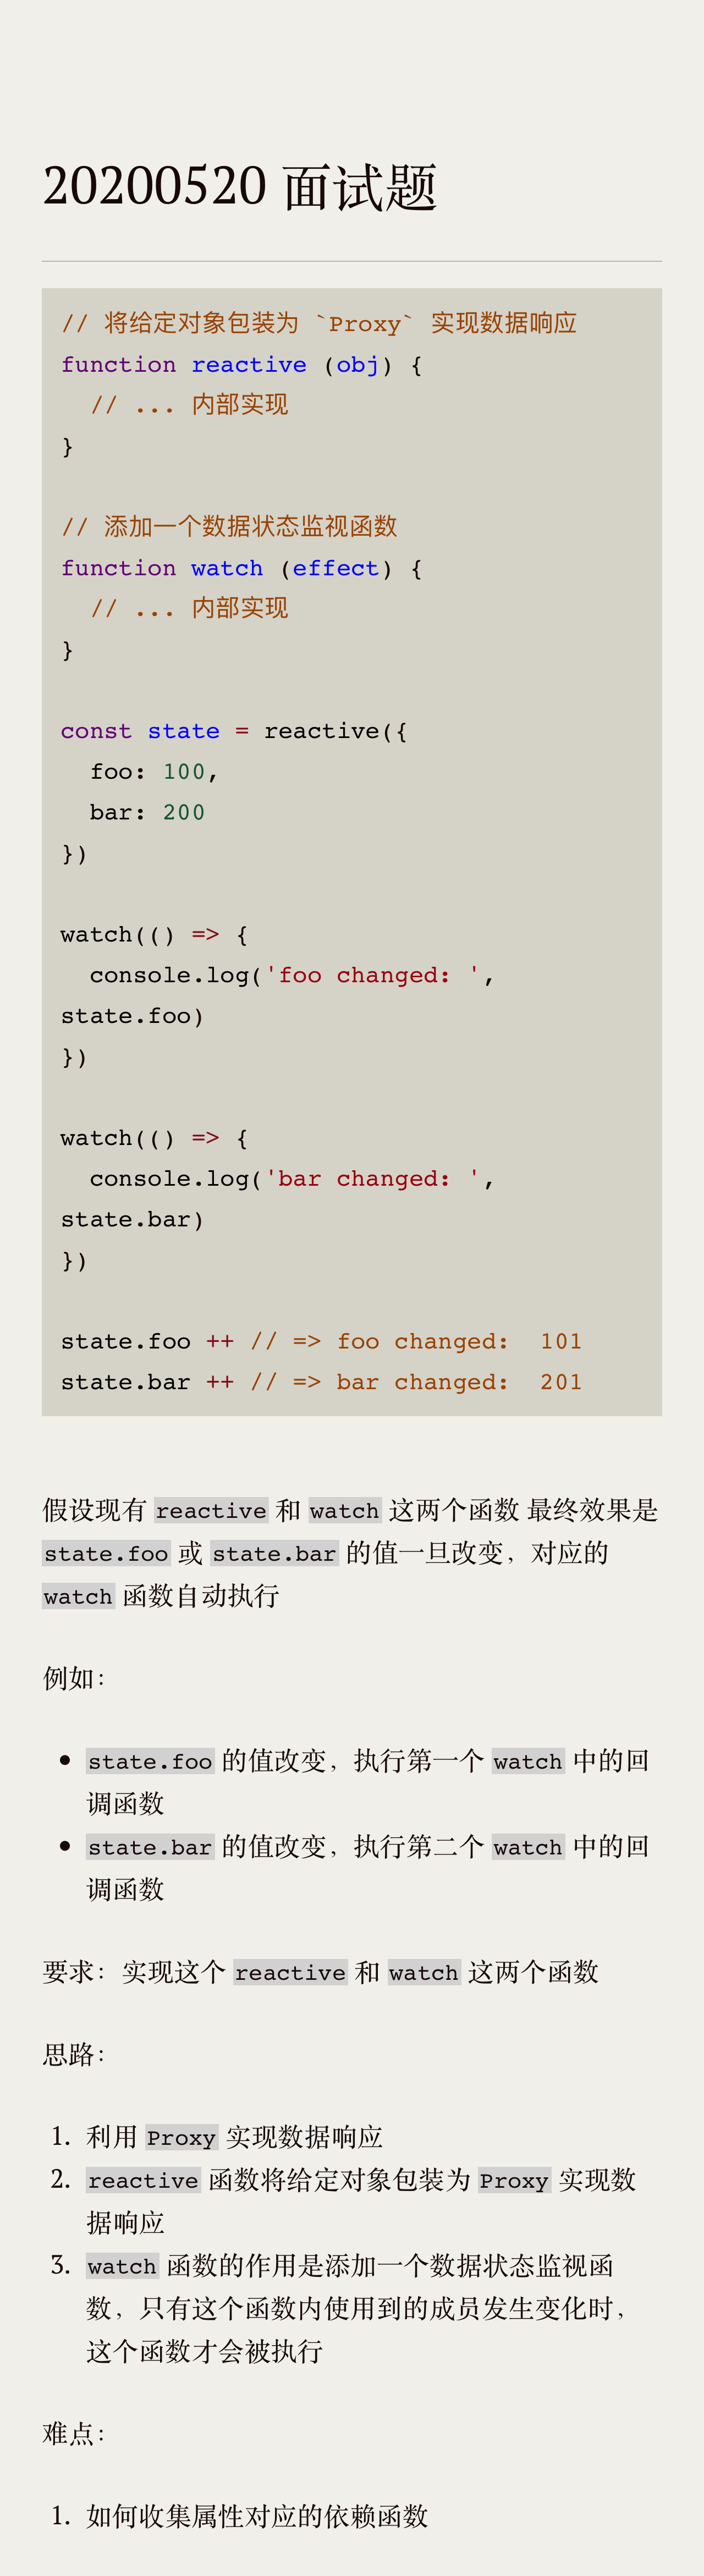 20200520 面试题
// 将给定对象包装为 `Proxy` 实现数据响应
function reactive (obj) {
  // ... 内部实现
}

// 添加一个数据状态监视函数
function watch (effect) {
  // ... 内部实现
}

const state = reactive({
  foo: 100,
  bar: 200
})

watch(() => {
  console.log('foo changed: ',
state.foo)
})

watch(() => {
  console.log('bar changed: ',
state.bar)
})

state.foo ++ // => foo changed:  101
state.bar ++ // => bar changed:  201
假设现有 reactive 和 watch 这两个函数 最终效果是
state.foo 或 state.bar 的值一旦改变，对应的
watch 函数自动执行
例如：
• state.foo 的值改变，执行第一个 watch 中的回
调函数
• state.bar 的值改变，执行第二个 watch 中的回
调函数
要求：实现这个 reactive 和 watch 这两个函数
思路：
1. 利用 Proxy 实现数据响应
2. reactive 函数将给定对象包装为 Proxy 实现数
据响应
3. watch 函数的作用是添加一个数据状态监视函
数，只有这个函数内使用到的成员发生变化时，
这个函数才会被执行
难点：
1. 如何收集属性对应的依赖函数